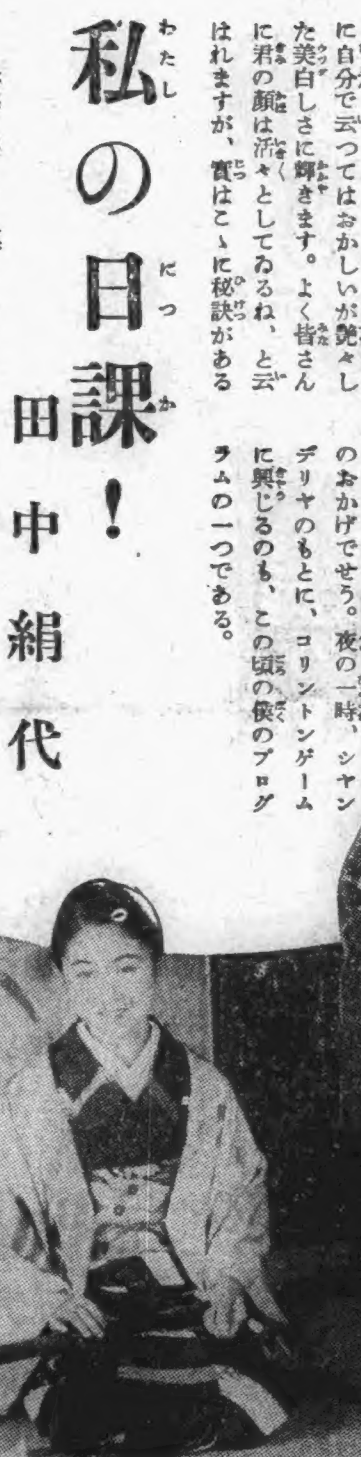 に自分で云つてはおかしいが艶々し
た美白しさに輝きます。よく皆さん
に君の顏は活々としてゐるね、と云
はれますが、實はこゝに秘訣がある
のおかげでせう。夜の一時、シヤン
デリヤのもとに、コリントンゲーム
に興じるのも、この頃の僕のプログ
ラムの一つである。
私の日課！
田中絹代